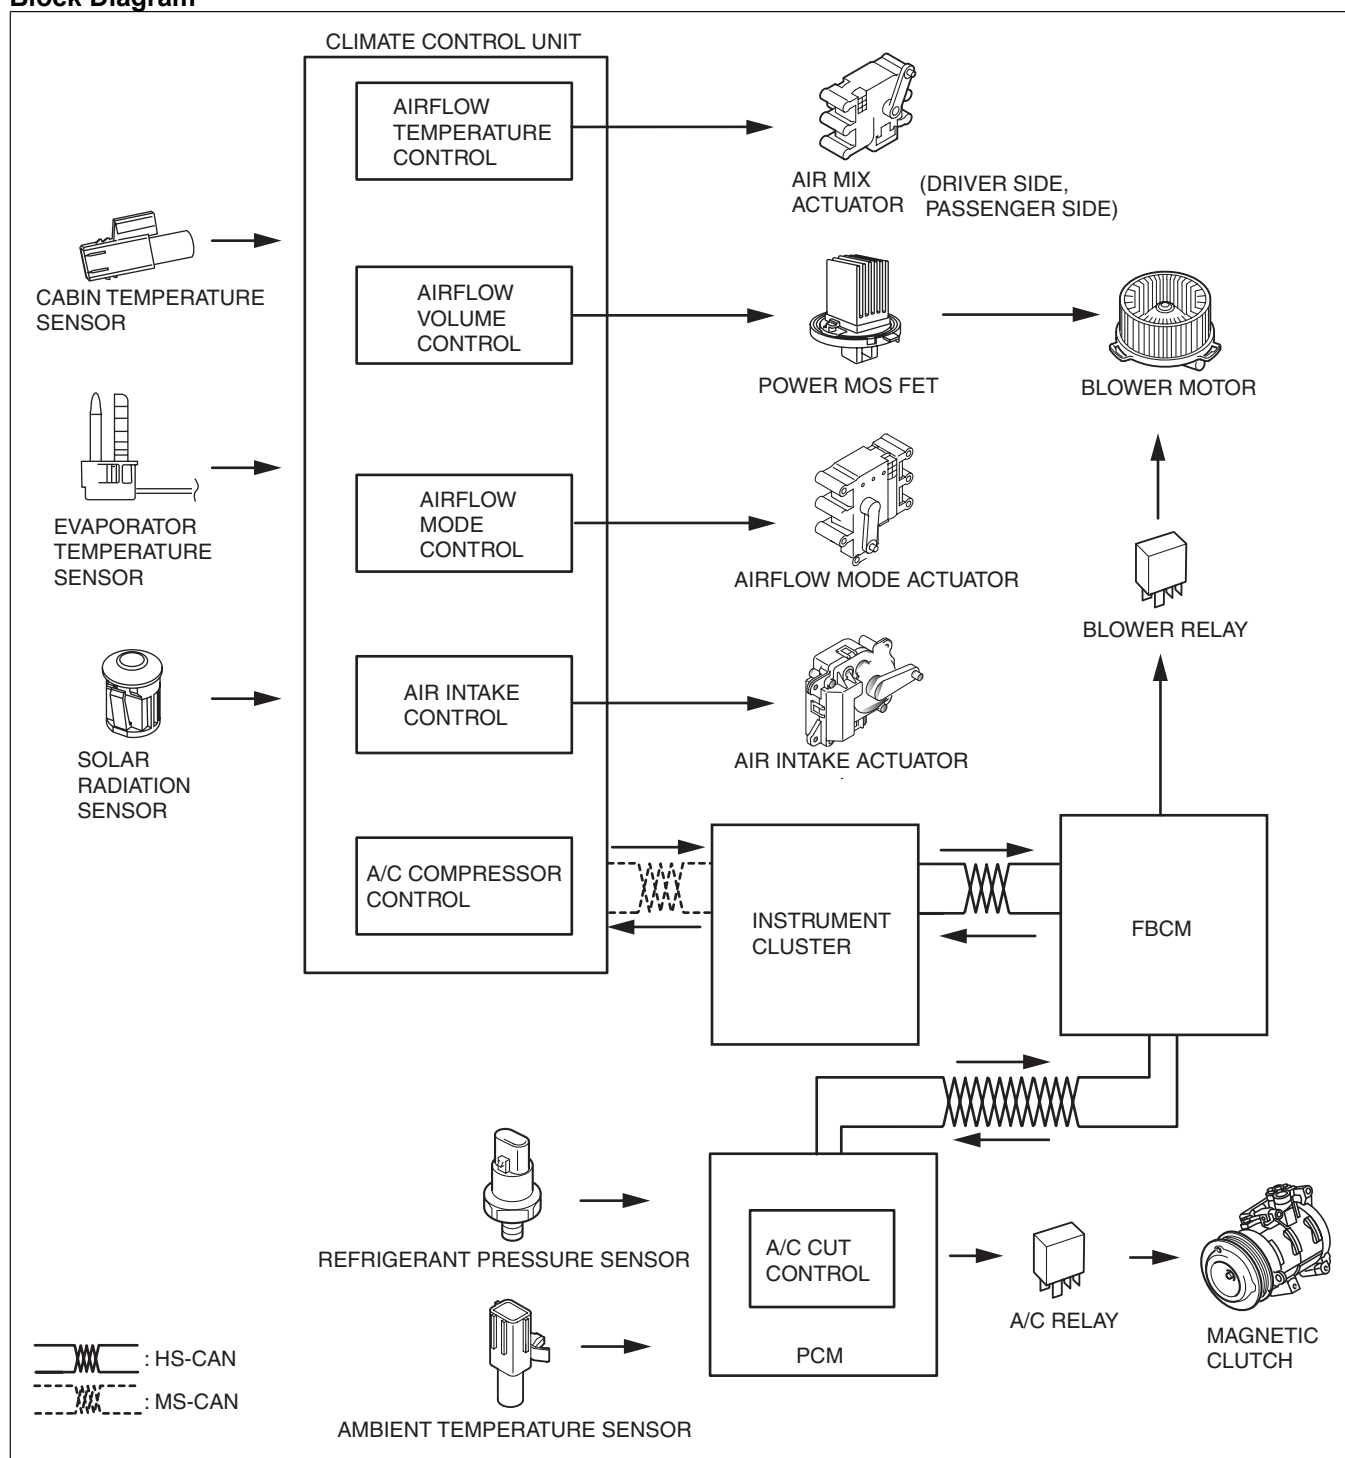 Block Diagram
CLIMATE CONTROL UNIT
AIRFLOW
TEMPERATURE
CONTROL
AIR MIX
ACTUATOR
(DRIVER SIDE,
PASSENGER SIDE)
CABIN TEMPERATURE
SENSOR
AIRFLOW
VOLUME
CONTROL
POWER MOS FET
BLOWER MOTOR
EVAPORATOR
TEMPERATURE
SENSOR
AIRFLOW
MODE
CONTROL
AIRFLOW MODE ACTUATOR
BLOWER RELAY
SOLAR
RADIATION
SENSOR
AIR INTAKE
CONTROL
AIR INTAKE ACTUATOR
A/C COMPRESSOR
CONTROL
INSTRUMENT
CLUSTER
FBCM
REFRIGERANT PRESSURE SENSOR
A/C CUT
CONTROL
PCM
A/C RELAY
MAGNETIC
CLUTCH
: HS-CAN
: MS-CAN
AMBIENT TEMPERATURE SENSOR